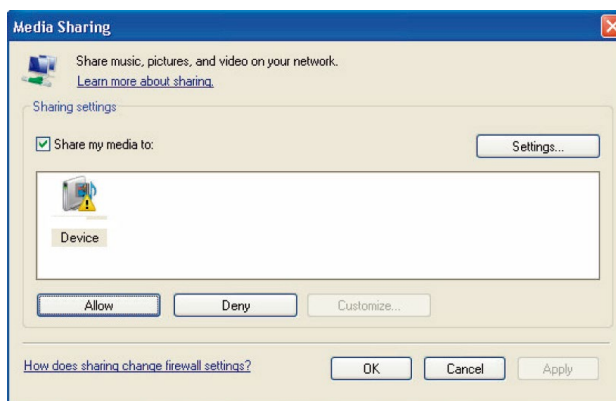 Media Sharing
Share music, pictures, and video on your network.
Learn more about sharing.
Sharing settings
Share my media to:
Settings...
Device
Allow
Deny
Customize...
How does sharing change firewall settings?
OK
Cancel
Apply